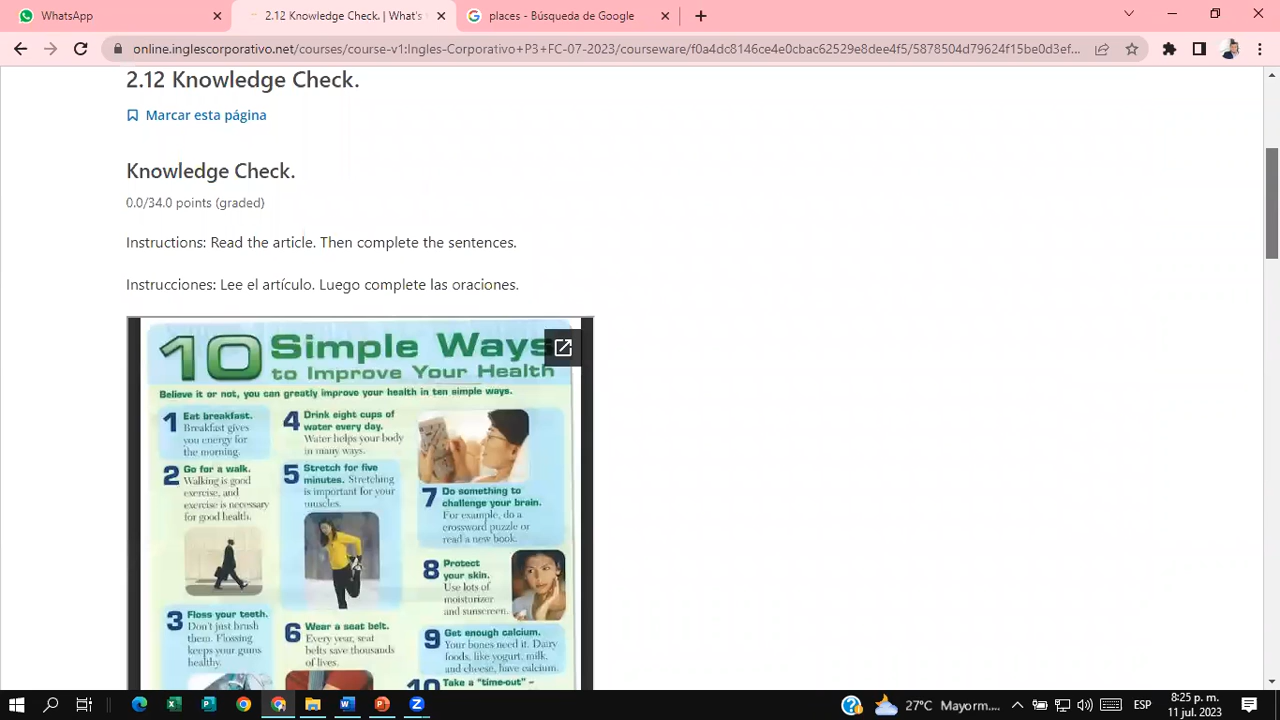 WhatsApp
2.12 Knowledge Check. | What's
places - Búsqueda de Google
online.inglescorporativo.net/courses/course-v1:Ingles-Corporativo+P3+FC-07-2023/courseware/f0a4dc8146ce4e0cbac62529e8dee4f5/5878504d79624f15be0d3ef...
2.12 Knowledge Check.
Marcar esta página
Knowledge Check.
0.0/34.0 points (graded)
Instructions: Read the article. Then complete the sentences.
Instrucciones: Lee el artículo. Luego complete las oraciones.
10 Simple Ways
to Improve Your Health
Believe it or not, you can greatly improve your health in ten simple ways.
1 Eat breakfast.
Breakfast gives
you energy for
the morning.
2 Go for a walk.
Walking is good
exercise, and
exercise is necessary
for good health.
3 Floss your teeth.
Don't just brush
them. Flossing
keeps your gums
healthy.
4 Drink eight cups of
water every day.
Water helps your body
in many ways.
5 Stretch for five
minutes. Stretching
is important for your
muscles.
6 Wear a seat belt.
Every year, seat
belts save thousands
of lives.
7 Do something to
challenge your brain.
For example, do a
crossword puzzle or
read a new book.
8 Protect
your skin.
Use lots of
moisturizer
and sunscreen.
9 Get enough calcium.
Your bones need it. Dairy
foods, like yogurt, milk,
and cheese, have calcium.
10 Take a "time-out" –
27°C Mayorm....
ESP
8:25 p. m.
11 jul. 2023